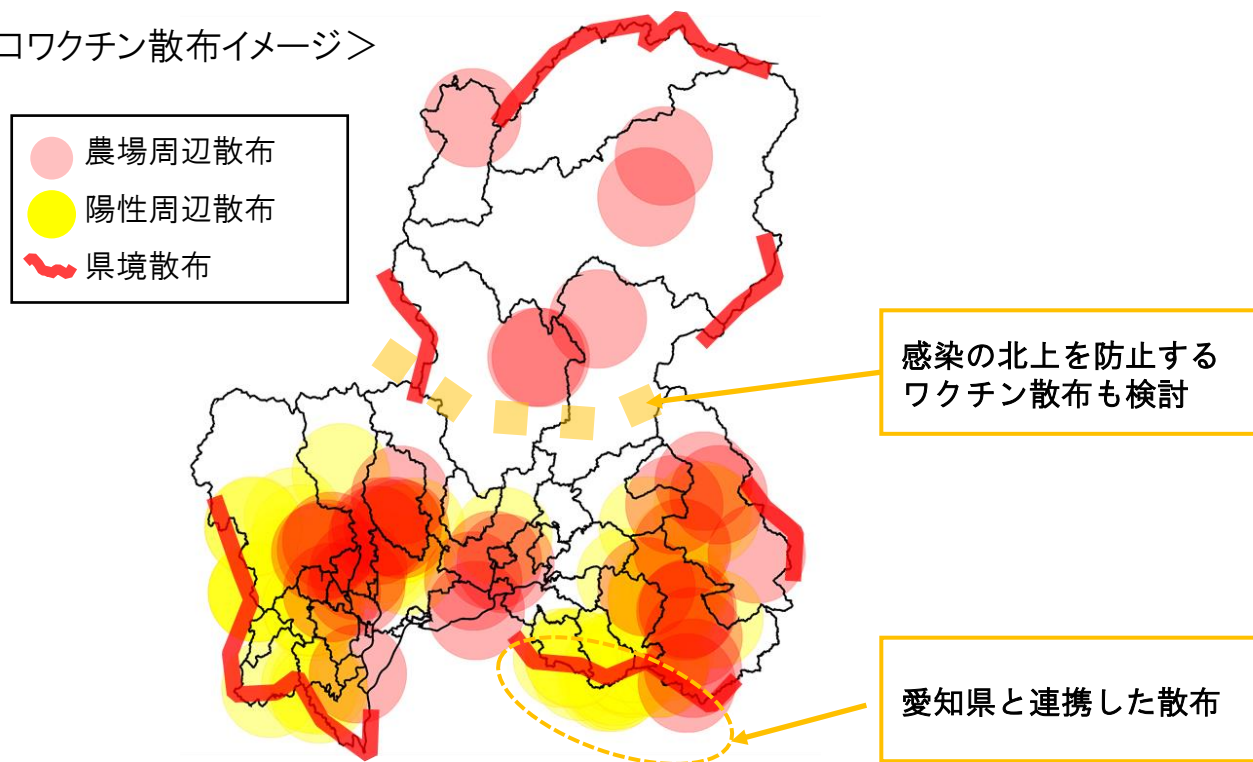 口ワクチン散布イメージ＞
農場周辺散布
陽性周辺散布
県境散布
感染の北上を防止する
ワクチン散布も検討
愛知県と連携した散布